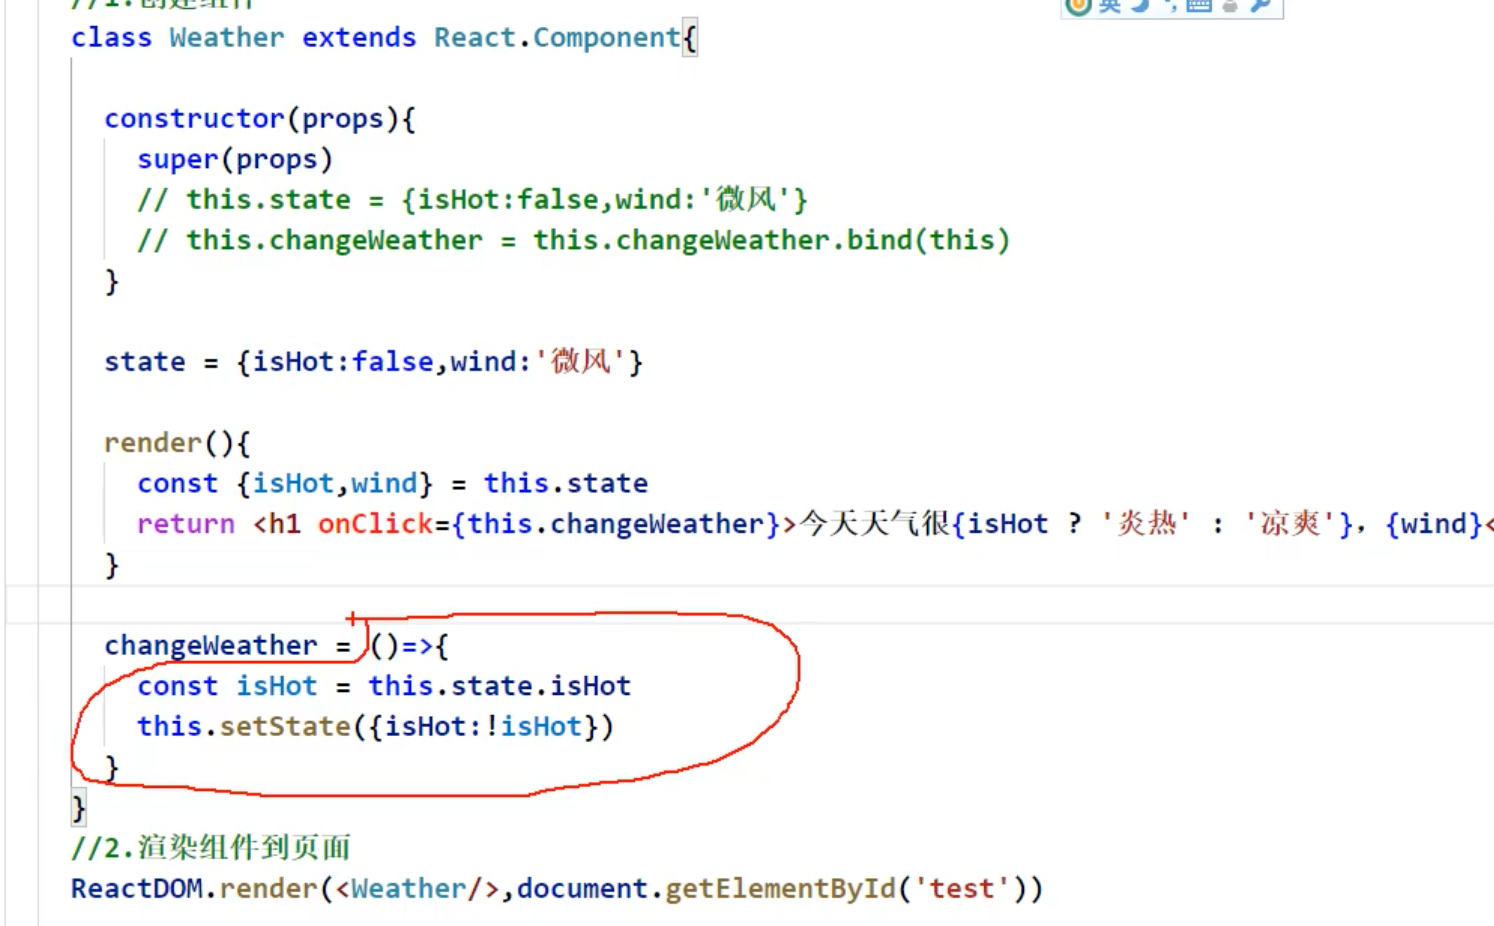 //1.创建组件
英
class Weather extends React.Component{
constructor(props){
super(props)
// this.state = {isHot:false,wind:'微风'}
// this.changeWeather = this.changeWeather.bind(this)
}
state = {isHot:false,wind:'微风'}
render(){
const {isHot,wind} = this.state
return <h1 onClick={this.changeWeather}>今天天气很{isHot ? '炎热' : '凉爽'}，{wind}<
}
changeWeather = ()=>{
const isHot = this.state.isHot
this.setState({isHot:!isHot})
}
}
//2.渲染组件到页面
ReactDOM.render(<Weather/>,document.getElementById('test'))